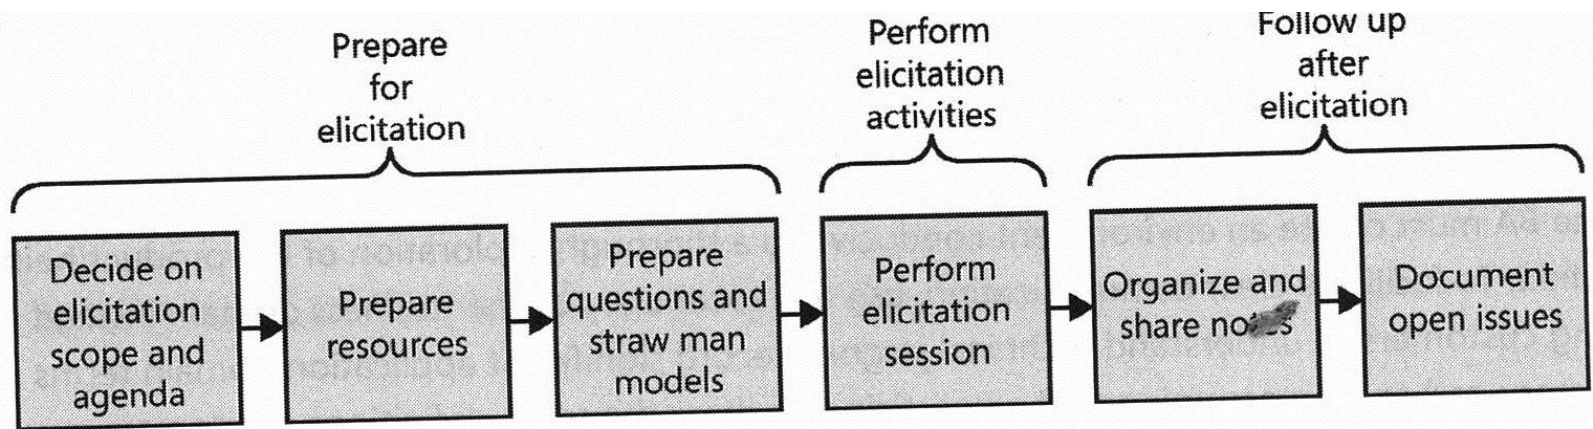 Prepare
for
elicitation
Perform
elicitation
activities
Follow up
after
elicitation
Decide on
elicitation
scope and
agenda
Prepare
resources
Prepare
questions and
straw man
models
Perform
elicitation
session
Organize and
share notes
Document
open issues